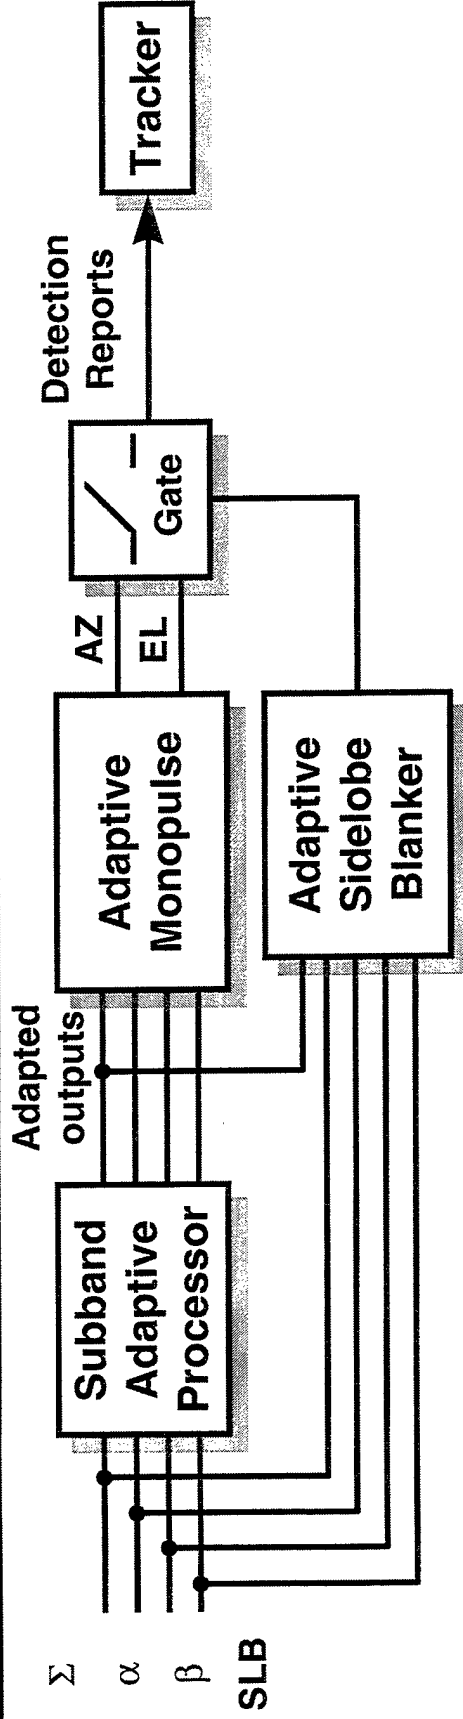 Σ
α
β
SLB
Subband
Adaptive
Processor
Adapted
outputs
Adaptive
Monopulse
Adaptive
Sidelobe
Blanker
AZ
EL
Gate
Detection
Reports
Tracker